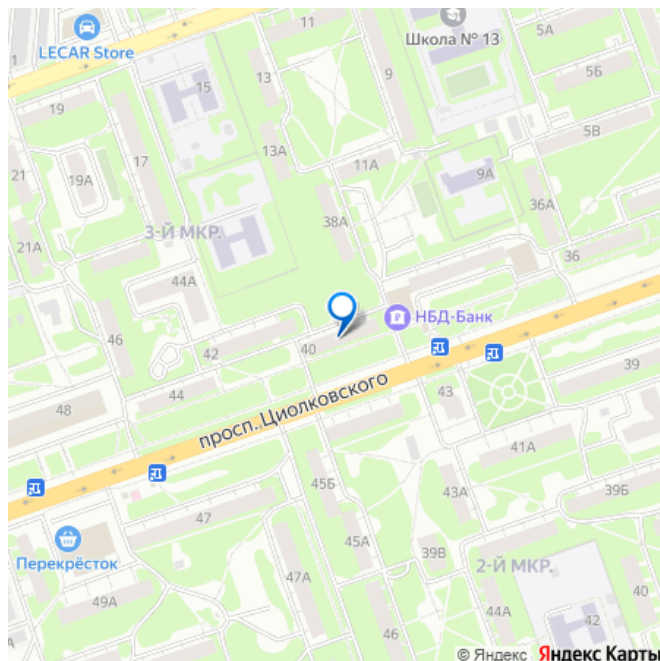 11
LECAR Store
Школа № 13
5А
1
15
13
9
5Б
19
17
13А
5В
11А
9А
21
19А
38А
36А
3-Й МКР.
21А
36
44А
НБД-Банк
46
42
40
39
просп. Циолковского
43
44
48
41А
45Б
43А
39Б
47
45А
39В
Перекрёсток
2-Й МКР.
47А
49А
44А
40
42
46
© Яндекс Яндекс Карты